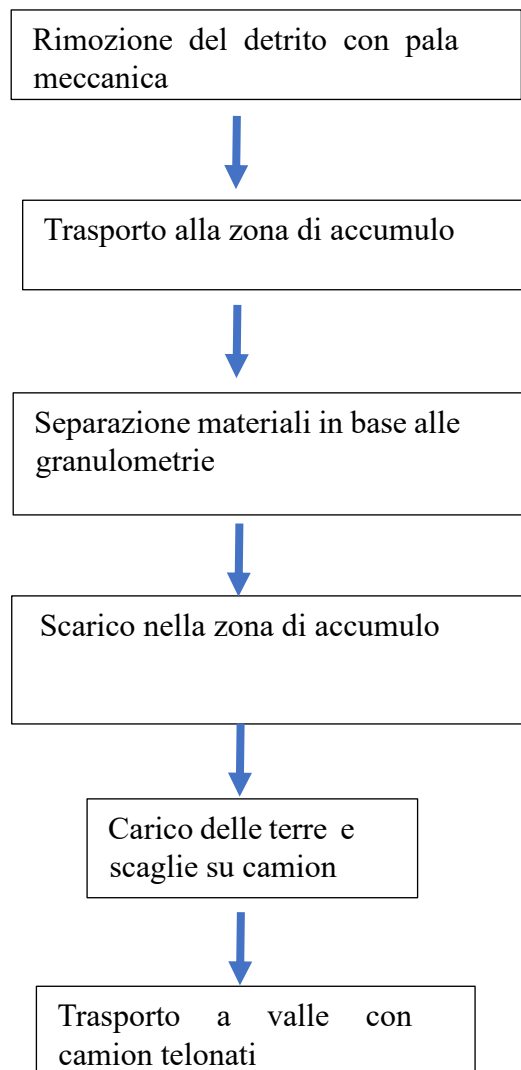 Rimozione del detrito con pala
meccanica
Trasporto alla zona di accumulo
Separazione materiali in base alle
granulometrie
Scarico nella zona di accumulo
Carico delle terre e
scaglie su camion
Trasporto a valle con
camion telonati